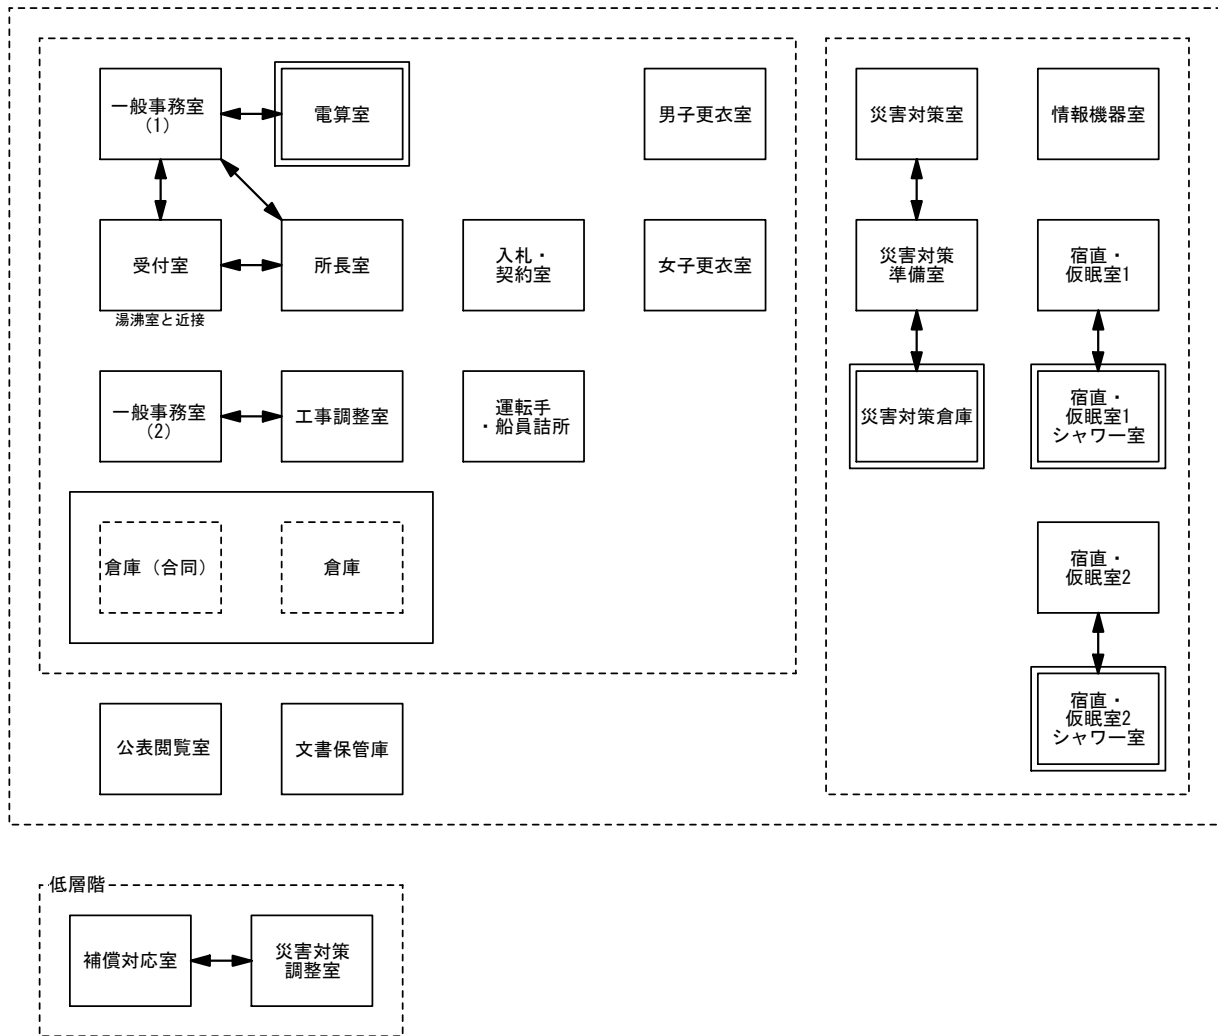 一般事務室
(1)
電算室
男子更衣室
災害対策室
情報機器室
受付室
所長室
入札・
契約室
女子更衣室
災害対策
準備室
宿直・
仮眠室1
湯沸室と近接
一般事務室
(2)
工事調整室
運転手
・船員詰所
災害対策倉庫
宿直・
仮眠室1
シャワー室
倉庫（合同）
倉庫
宿直・
仮眠室2
公表閲覧室
文書保管庫
宿直・
仮眠室2
シャワー室
低層階
補償対応室
災害対策
調整室